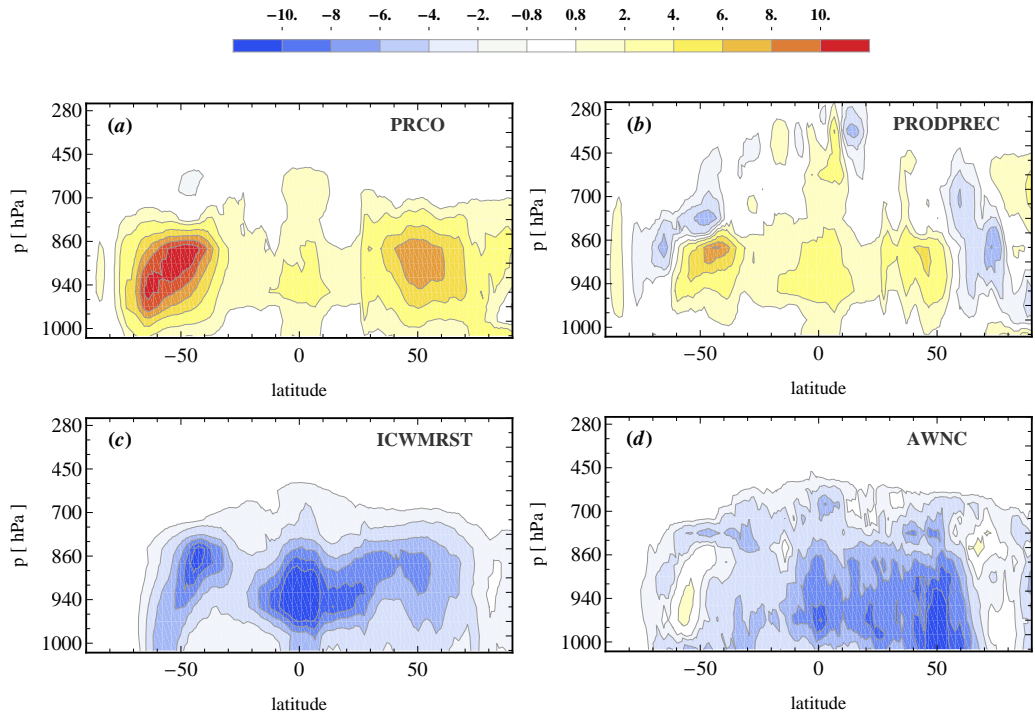 −10. −8. −6. −4. −2. −0.8 0.8 2. 4. 6. 8. 10.
(a) PRCO
280
450
700
860
940
1000
p [ hPa ]
−50 0 50
latitude
(b) PRODPREC
280
450
700
860
940
1000
p [ hPa ]
−50 0 50
latitude
(c) ICWMRST
280
450
700
860
940
1000
p [ hPa ]
−50 0 50
latitude
(d) AWNC
280
450
700
860
940
1000
p [ hPa ]
−50 0 50
latitude